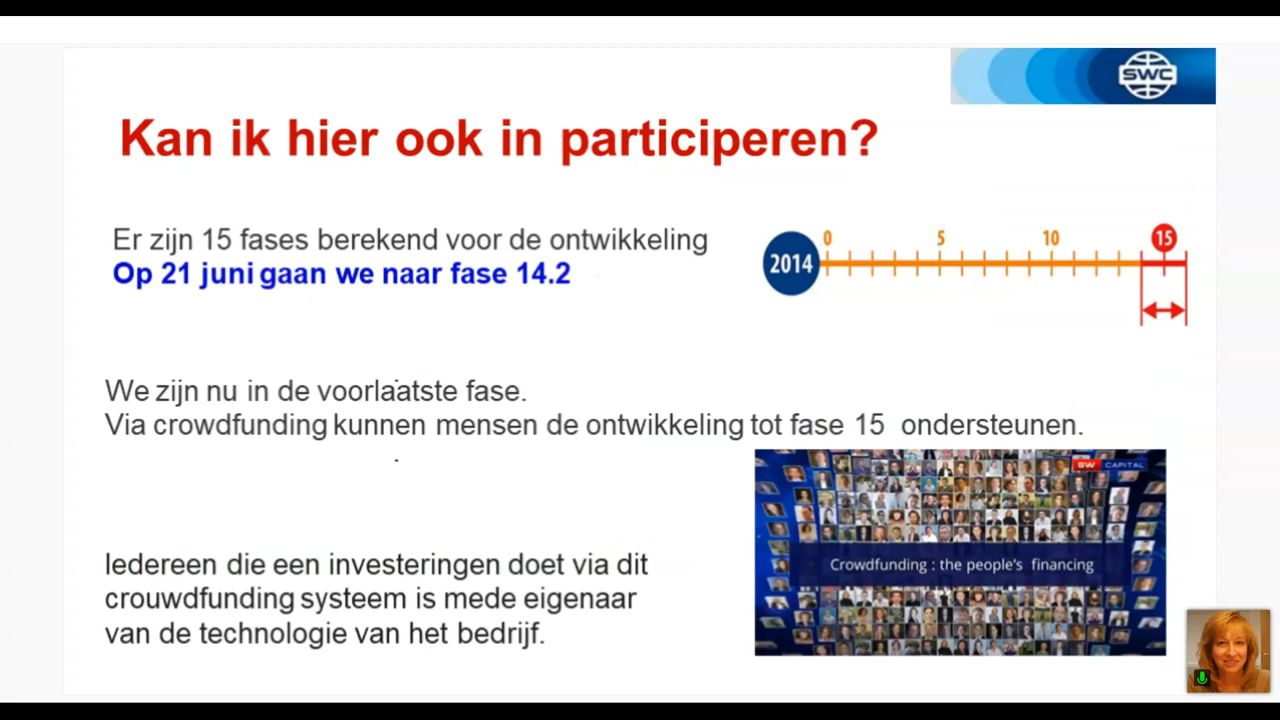 SWC
Kan ik hier ook in participeren?
Er zijn 15 fases berekend voor de ontwikkeling
Op 21 juni gaan we naar fase 14.2
2014
0 5 10 15
We zijn nu in de voorlaatste fase.
Via crowdfunding kunnen mensen de ontwikkeling tot fase 15 ondersteunen.
SW CAPITAL
Crowdfunding : the people's financing
Iedereen die een investeringen doet via dit
crouwdfunding systeem is mede eigenaar
van de technologie van het bedrijf.